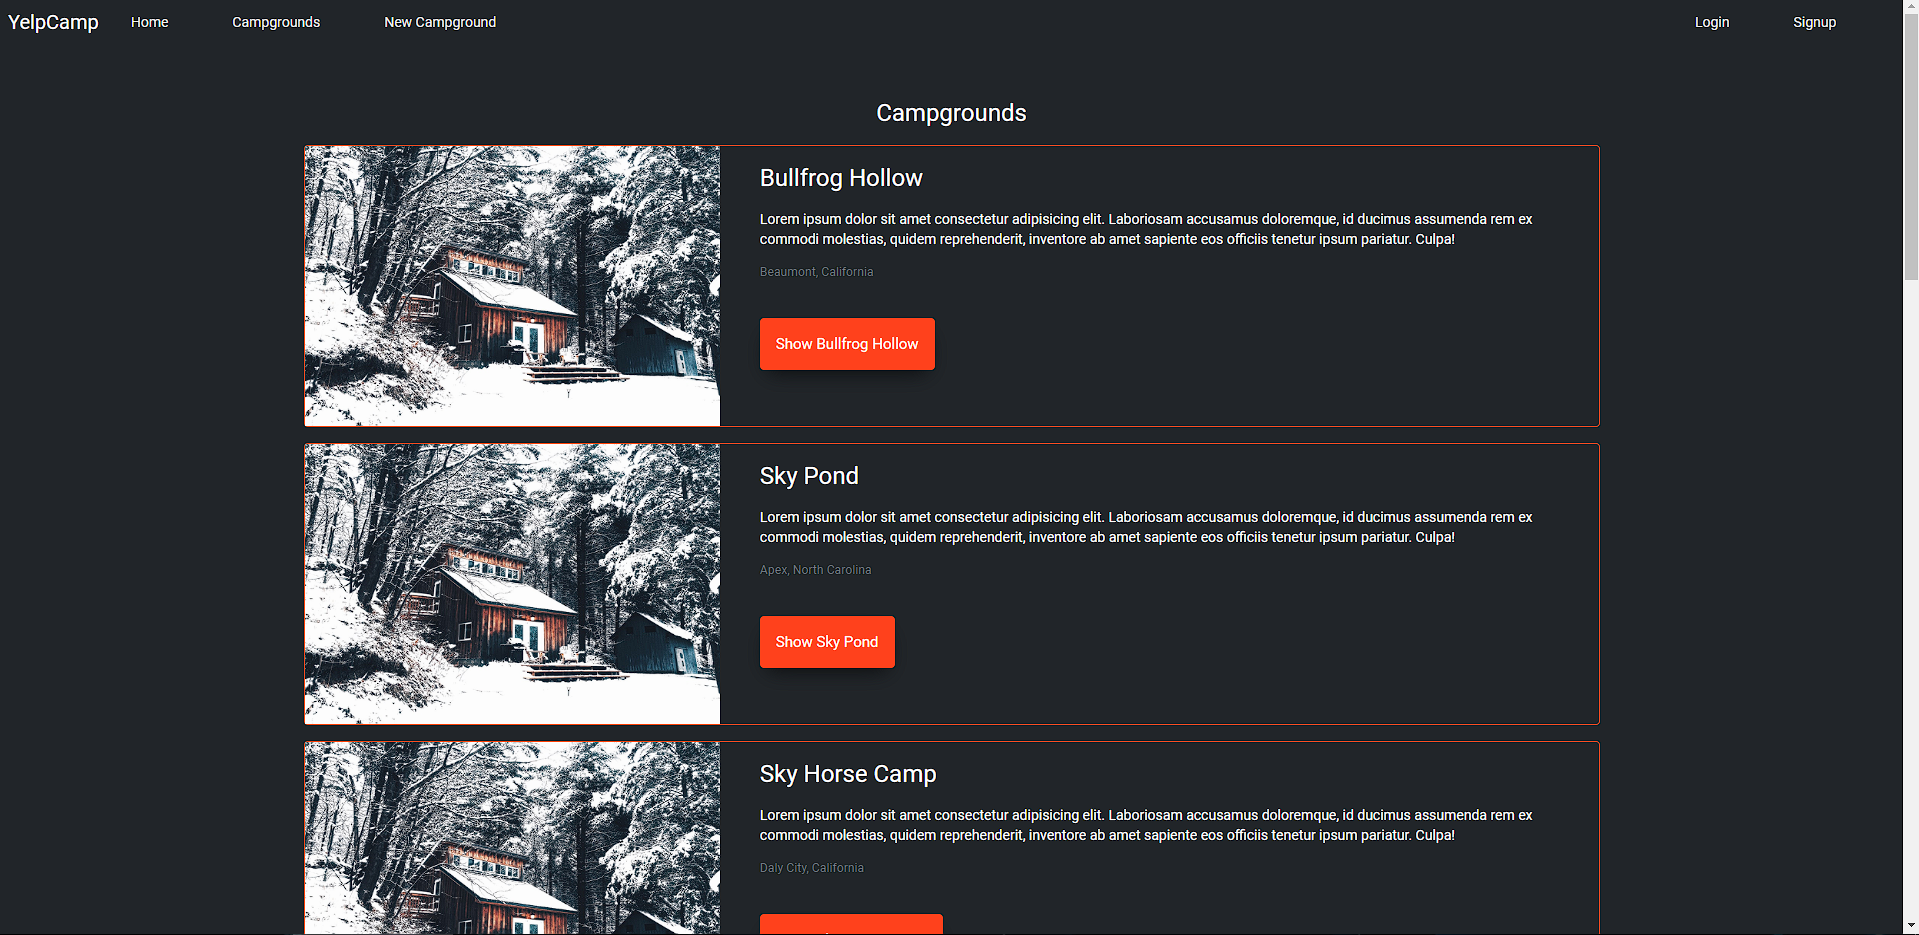 YelpCamp Home Campgrounds New Campground Login Signup
Campgrounds
Bullfrog Hollow
Lorem ipsum dolor sit amet consectetur adipisicing elit. Laboriosam accusamus doloremque, id ducimus assumenda rem ex
commodi molestias, quidem reprehenderit, inventore ab amet sapiente eos officiis tenetur ipsum pariatur. Culpa!
Beaumont, California
Show Bullfrog Hollow
Sky Pond
Lorem ipsum dolor sit amet consectetur adipisicing elit. Laboriosam accusamus doloremque, id ducimus assumenda rem ex
commodi molestias, quidem reprehenderit, inventore ab amet sapiente eos officiis tenetur ipsum pariatur. Culpa!
Apex, North Carolina
Show Sky Pond
Sky Horse Camp
Lorem ipsum dolor sit amet consectetur adipisicing elit. Laboriosam accusamus doloremque, id ducimus assumenda rem ex
commodi molestias, quidem reprehenderit, inventore ab amet sapiente eos officiis tenetur ipsum pariatur. Culpa!
Daly City, California